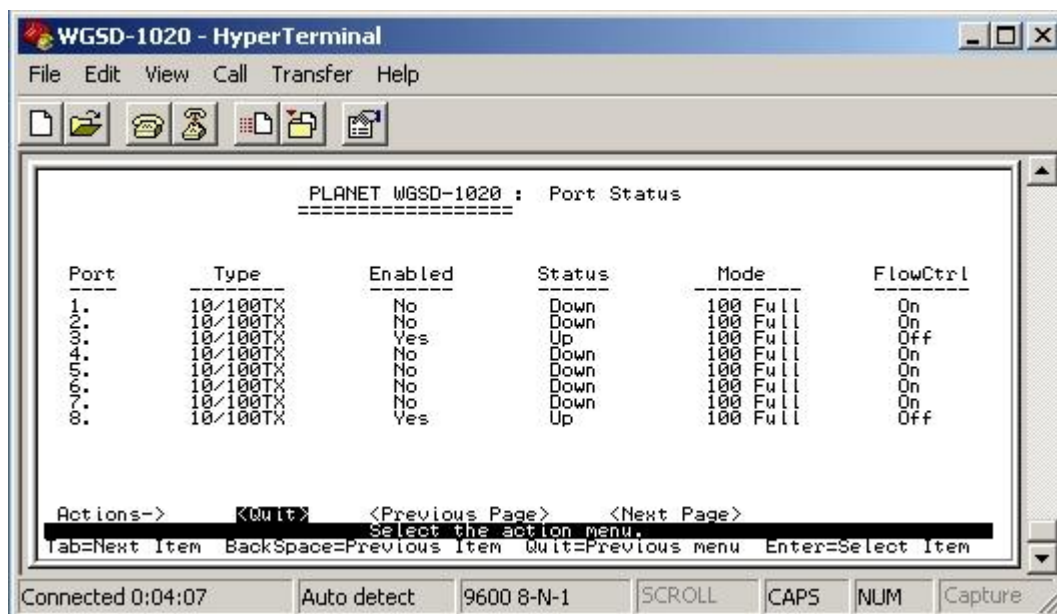 WGSD-1020 - HyperTerminal
File Edit View Call Transfer Help
PLANET WGSD-1020 : Port Status
==================
Port Type Enabled Status Mode FlowCtrl
---- -------- ------- ------ --------- --------
1. 10/100TX No Down 100 Full On
2. 10/100TX No Down 100 Full On
3. 10/100TX Yes Up 100 Full Off
4. 10/100TX No Down 100 Full On
5. 10/100TX No Down 100 Full On
6. 10/100TX No Down 100 Full On
7. 10/100TX No Down 100 Full On
8. 10/100TX Yes Up 100 Full Off
Actions-> <Quit> <Previous Page> <Next Page>
Select the action menu.
Tab=Next Item BackSpace=Previous Item Quit=Previous menu Enter=Select Item
Connected 0:04:07 Auto detect 9600 8-N-1 SCROLL CAPS NUM Capture